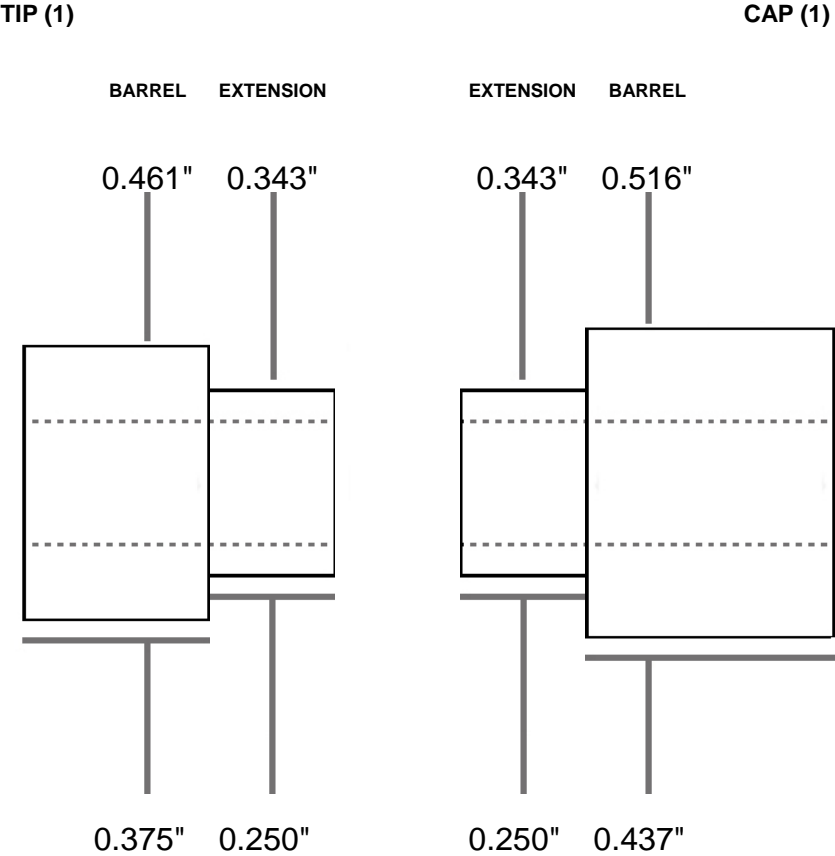 TIP (1) CAP (1)
BARREL EXTENSION EXTENSION BARREL
0.461" 0.343" 0.343" 0.516"
0.375" 0.250" 0.250" 0.437"